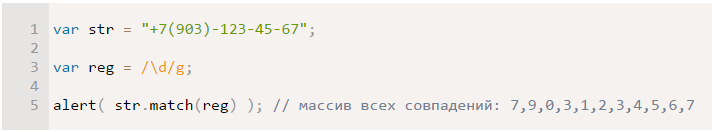 1 var str = "+7(903)-123-45-67";
2
3 var reg = /\d/g;
4
5 alert( str.match(reg) ); // массив всех совпадений: 7,9,0,3,1,2,3,4,5,6,7